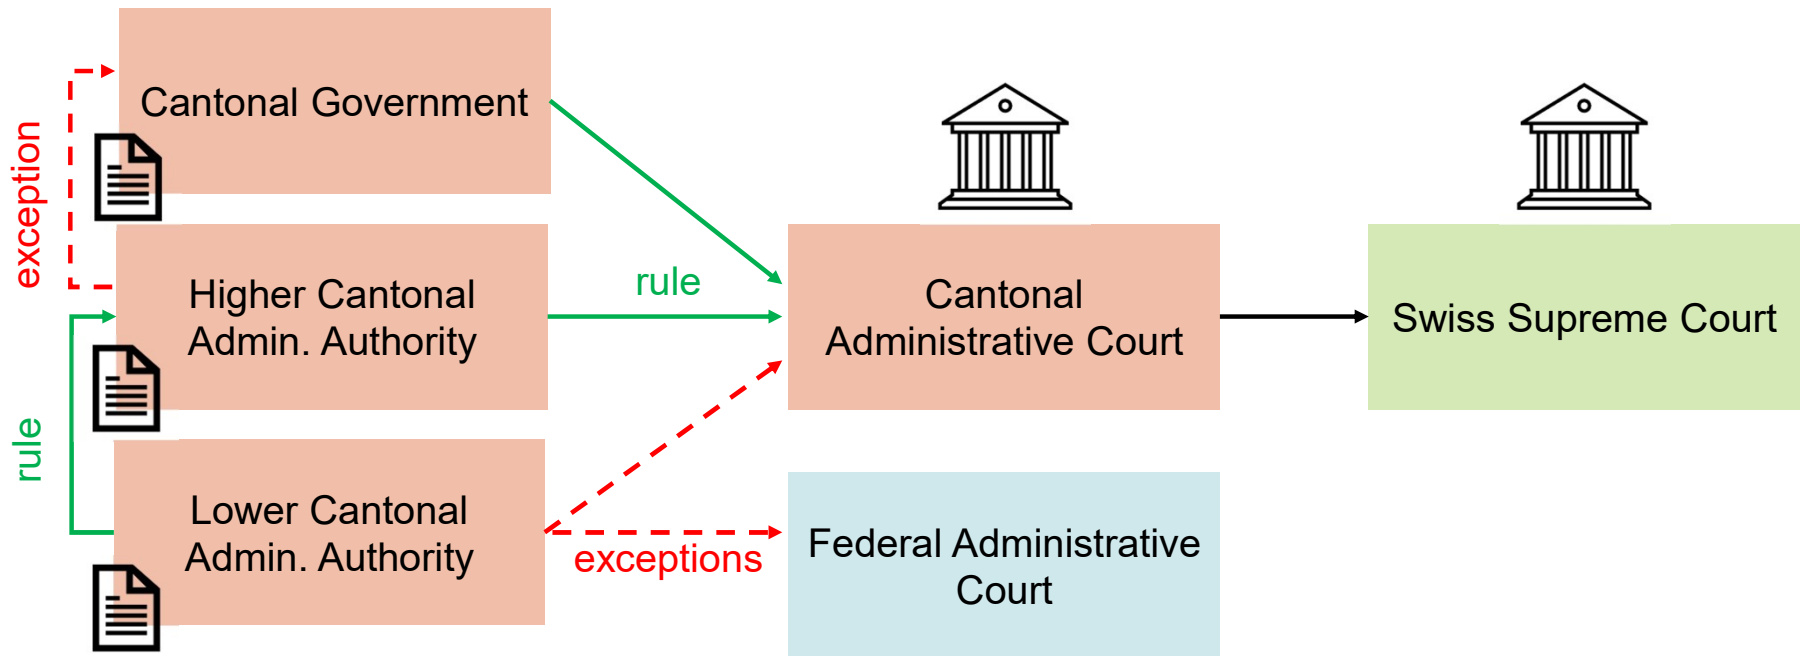 Cantonal Government
exception
Higher Cantonal
Admin. Authority
rule
Cantonal
Administrative Court
Swiss Supreme Court
rule
Lower Cantonal
Admin. Authority
exceptions
Federal Administrative
Court